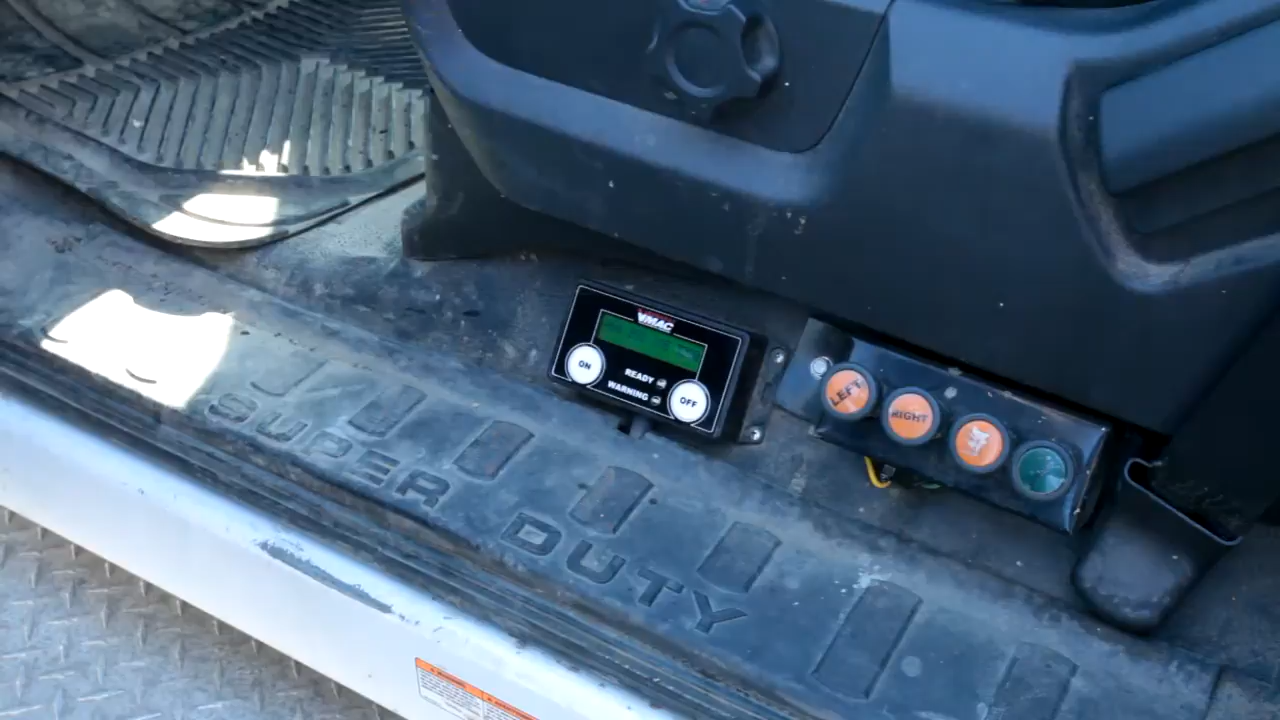 VMAC
ON
READY
WARNING
OFF
LEFT
RIGHT
SUPER DUTY